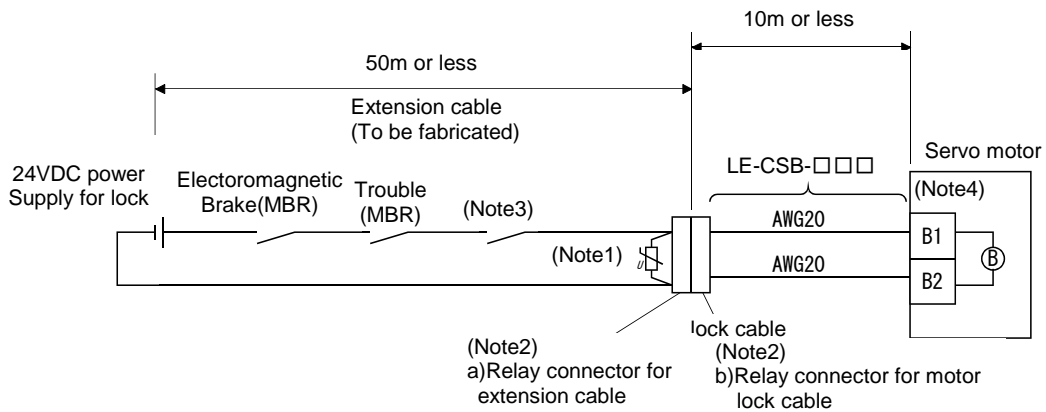 10m or less
50m or less
Extension cable
(To be fabricated)
24VDC power
Supply for lock
Electoromagnetic
Brake(MBR)
Trouble
(MBR)
(Note3)
(Note1)
U
LE-CSB-□□□
AWG20
AWG20
Servo motor
(Note4)
B1
B2
B
(Note2)
a)Relay connector for
extension cable
lock cable
(Note2)
b)Relay connector for motor
lock cable